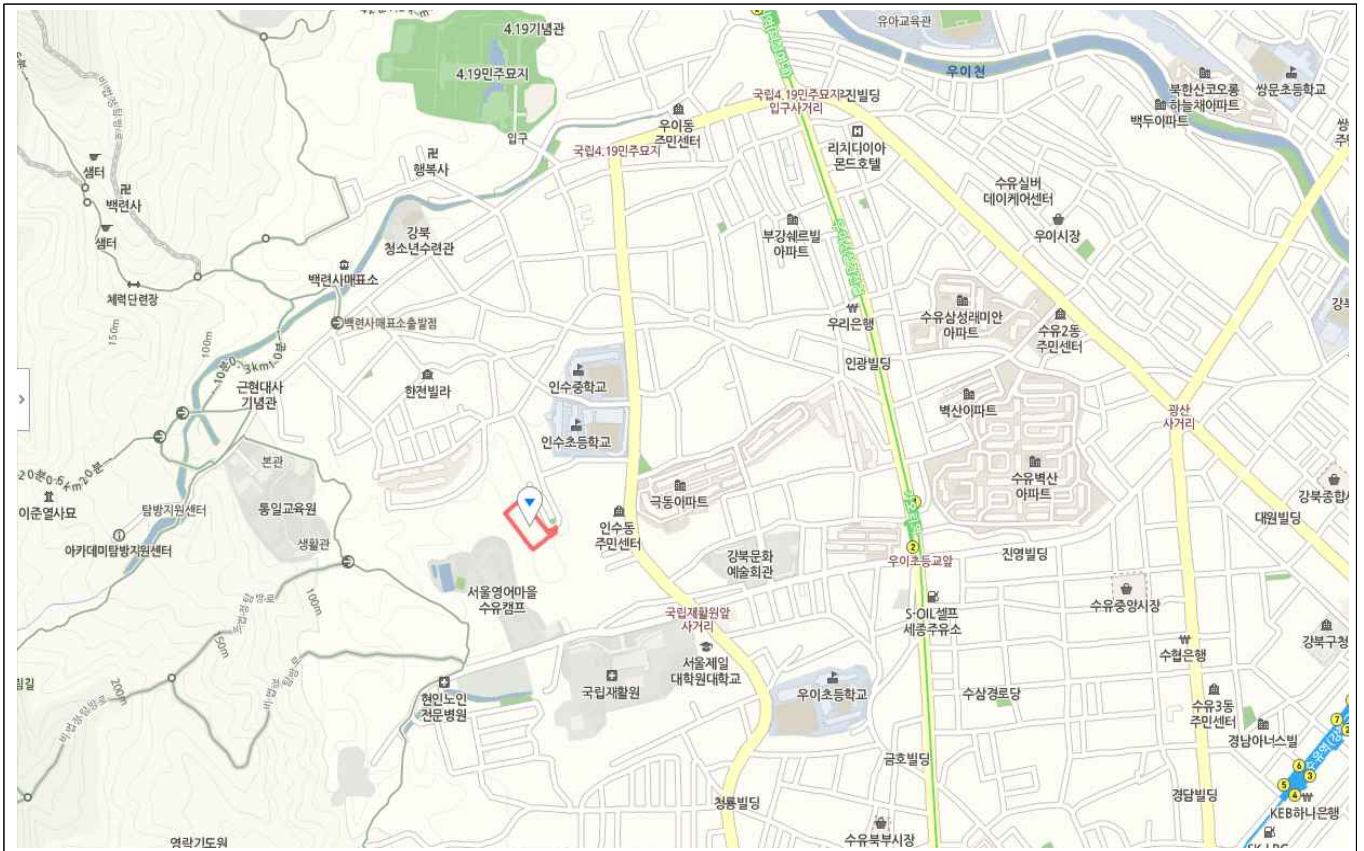 4.19기념관
유아교육관
4.19민주묘지
우이천
입구
국립4.19민주묘지
입구사거리
진빌딩
북한산코오롱
하늘채아파트
쌍문초등학교
백두아파트
우이동
주민센터
국립4.19민주묘지
리치다이아
몬드호텔
행복사
샘터
백련사
샘터
수유실버
데이케어센터
우이시장
강북
청소년수련관
부강쉐르빌
아파트
백련사매표소
체력단련장
150m
100m
백련사매표소출발점
우리은행
수유삼성래미안
아파트
수유2동
주민센터
인광빌딩
근현대사
기념관
한전빌라
인수중학교
벽산아파트
광산
사거리
인수초등학교
본관
통일교육원
탐방지원센터
이준열사묘
극동아파트
수유벽산
아파트
강북종합
대원빌딩
인수동
주민센터
아카데미탐방지원센터
생활관
강북문화
예술회관
2
우이초등교앞
진영빌딩
서울영어마을
수유캠프
100m
150m
200m
국립재활원앞
사거리
S-OIL셀프
세종주유소
수유중앙시장
강북구청
수협은행
서울제일
대학원대학교
국립재활원
현인노인
전문병원
우이초등학교
수삼경로당
수유3동
주민센터
경남아너스빌
금호빌딩
청룡빌딩
경담빌딩
수유북부시장
7
6
5
3
4
KEB하나은행
영락기도원